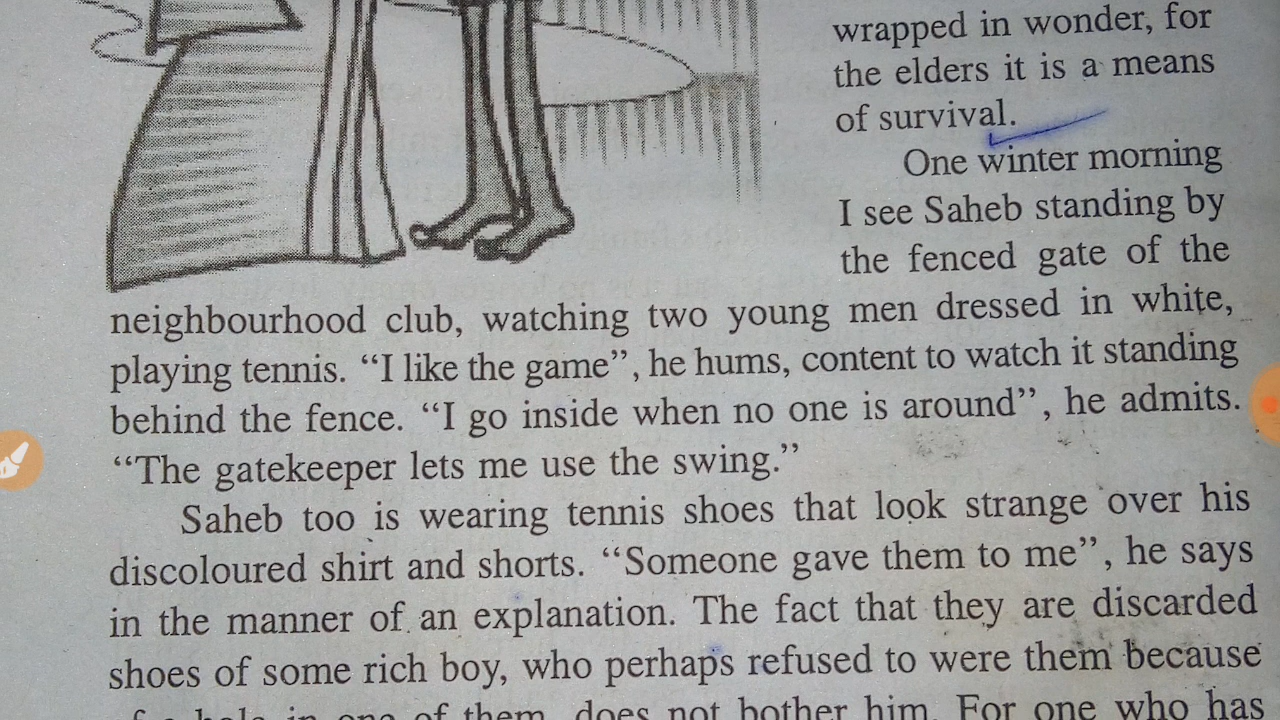 wrapped in wonder, for
the elders it is a means
of survival.
One winter morning
I see Saheb standing by
the fenced gate of the
neighbourhood club, watching two young men dressed in white,
playing tennis. “I like the game”, he hums, content to watch it standing
behind the fence. “I go inside when no one is around”, he admits.
“The gatekeeper lets me use the swing.”
Saheb too is wearing tennis shoes that look strange over his
discoloured shirt and shorts. “Someone gave them to me”, he says
in the manner of an explanation. The fact that they are discarded
shoes of some rich boy, who perhaps refused to were them because
of a hole in one of them, does not bother him. For one who has